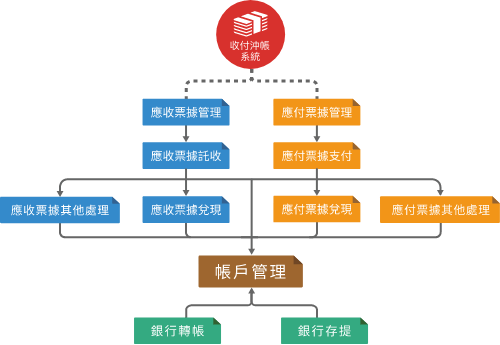 收付沖帳
系統
應收票據管理
應付票據管理
應收票據託收
應付票據支付
應收票據其他處理
應收票據兌現
應付票據兌現
應付票據其他處理
帳戶管理
銀行轉帳
銀行存提